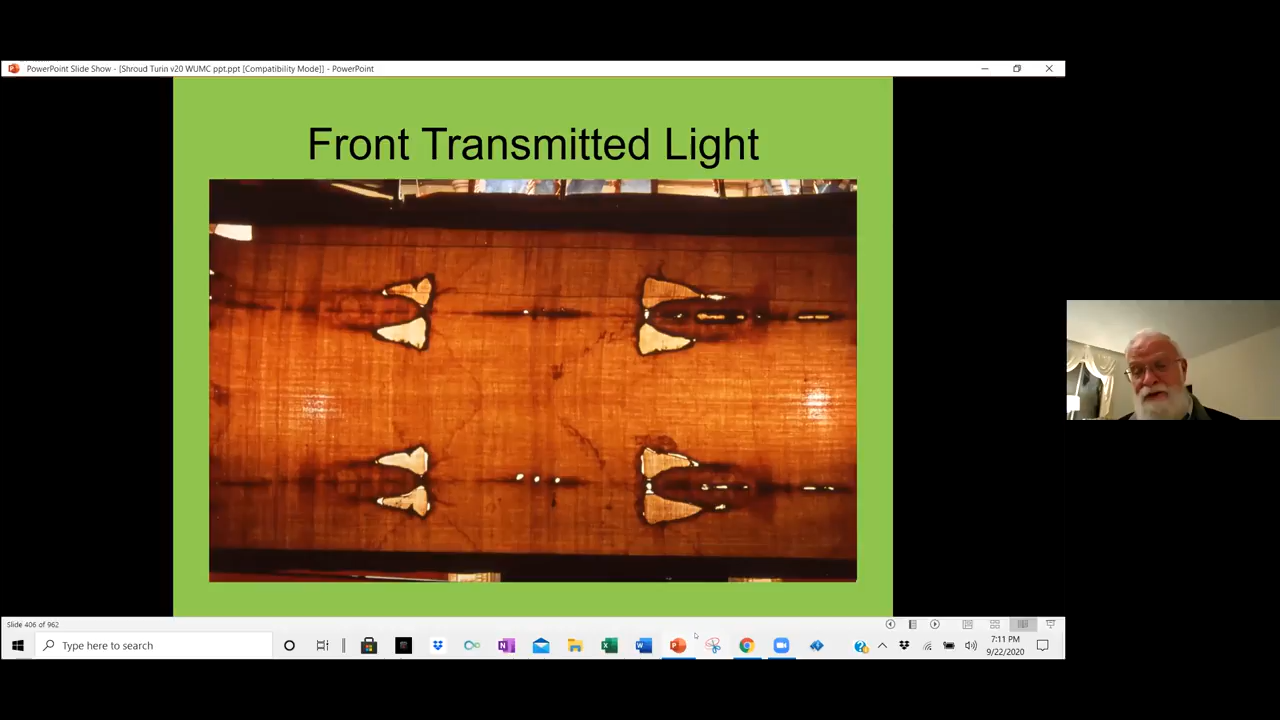 PowerPoint Slide Show - [Shroud Turin v20 WUMC ppt.ppt [Compatibility Mode]] - PowerPoint
Front Transmitted Light
Slide 406 of 962
Type here to search
7:11 PM
9/22/2020